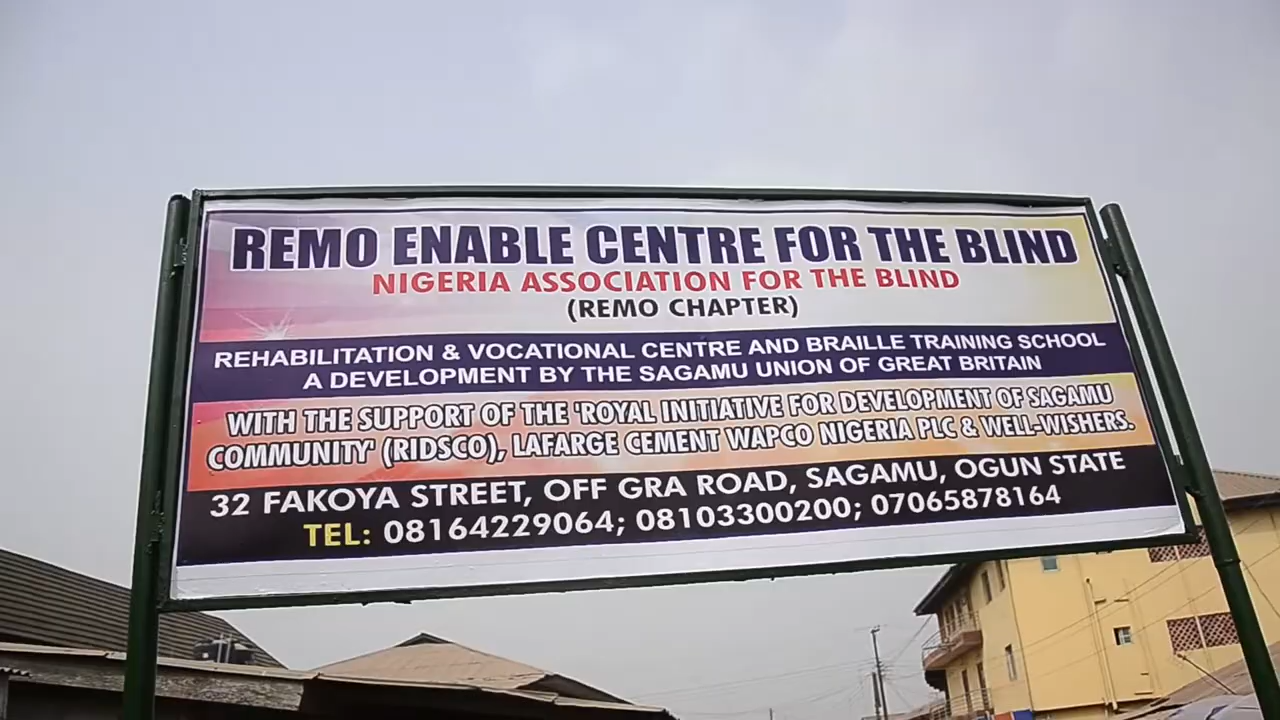 REMO ENABLE CENTRE FOR THE BLIND
NIGERIA ASSOCIATION FOR THE BLIND
(REMO CHAPTER)
REHABILITATION & VOCATIONAL CENTRE AND BRAILLE TRAINING SCHOOL
A DEVELOPMENT BY THE SAGAMU UNION OF GREAT BRITAIN
WITH THE SUPPORT OF THE 'ROYAL INITIATIVE FOR DEVELOPMENT OF SAGAMU
COMMUNITY' (RIDSCO), LAFARGE CEMENT WAPCO NIGERIA PLC & WELL-WISHERS.
32 FAKOYA STREET, OFF GRA ROAD, SAGAMU, OGUN STATE
TEL: 08164229064; 08103300200; 07065878164